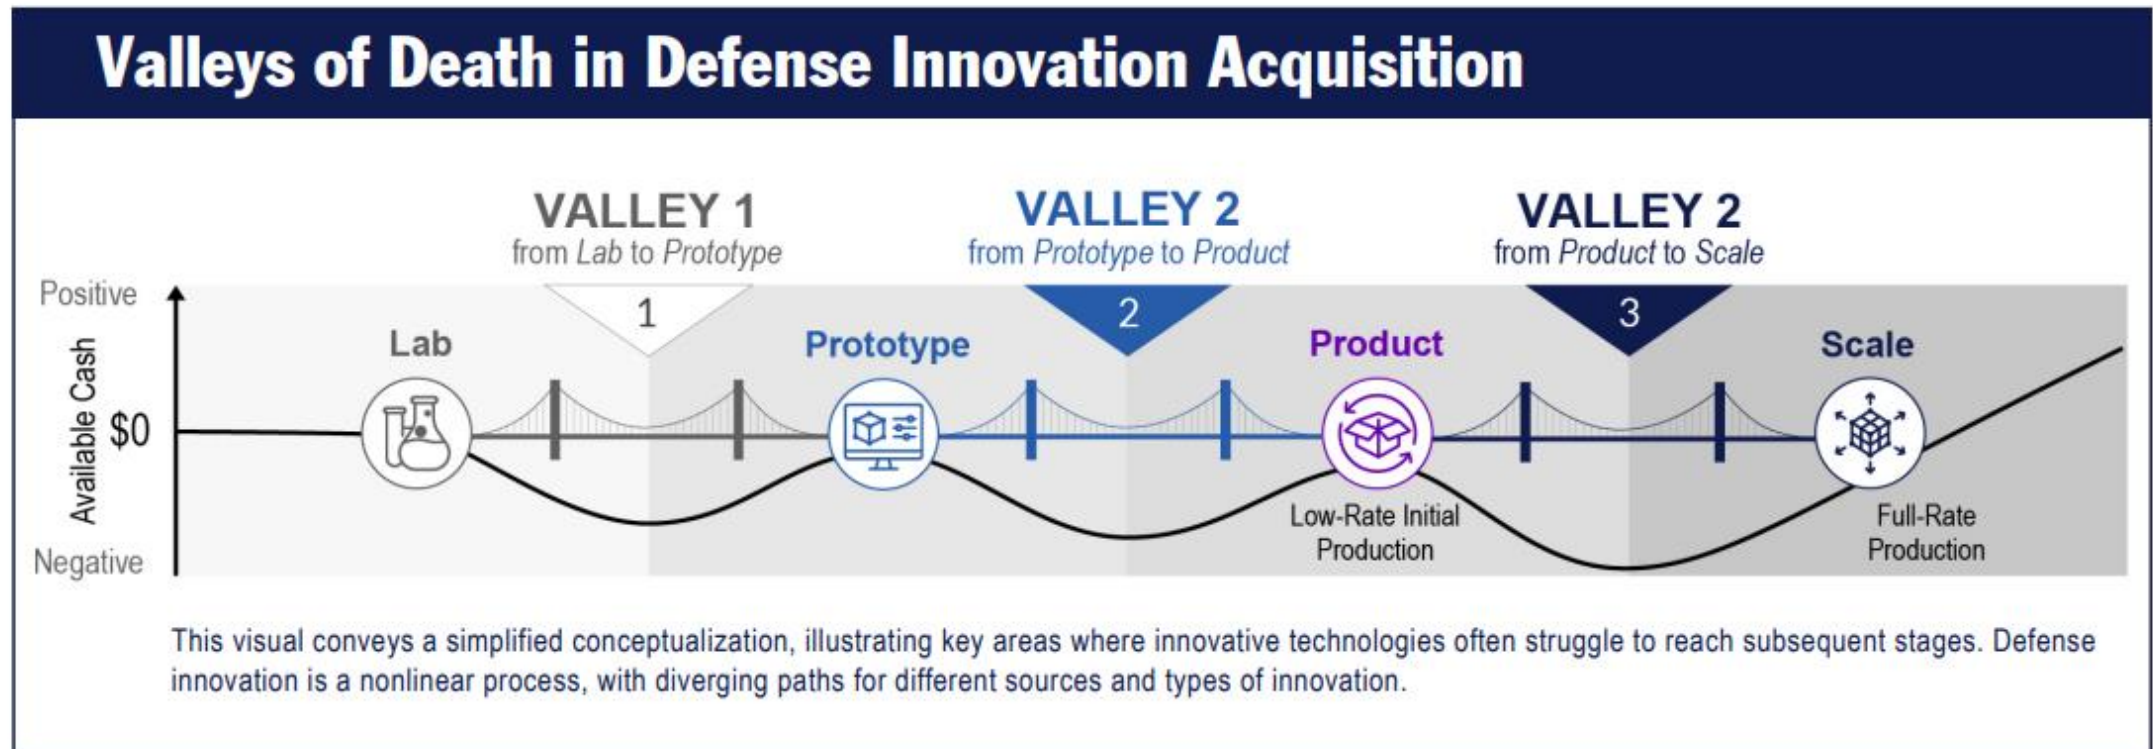 Valleys of Death in Defense Innovation Acquisition
VALLEY 1
from Lab to Prototype
VALLEY 2
from Prototype to Product
VALLEY 2
from Product to Scale
Positive
Available Cash
$0
Negative
1
2
3
Lab
Prototype
Product
Scale
Low-Rate Initial
Production
Full-Rate
Production
This visual conveys a simplified conceptualization, illustrating key areas where innovative technologies often struggle to reach subsequent stages. Defense
innovation is a nonlinear process, with diverging paths for different sources and types of innovation.